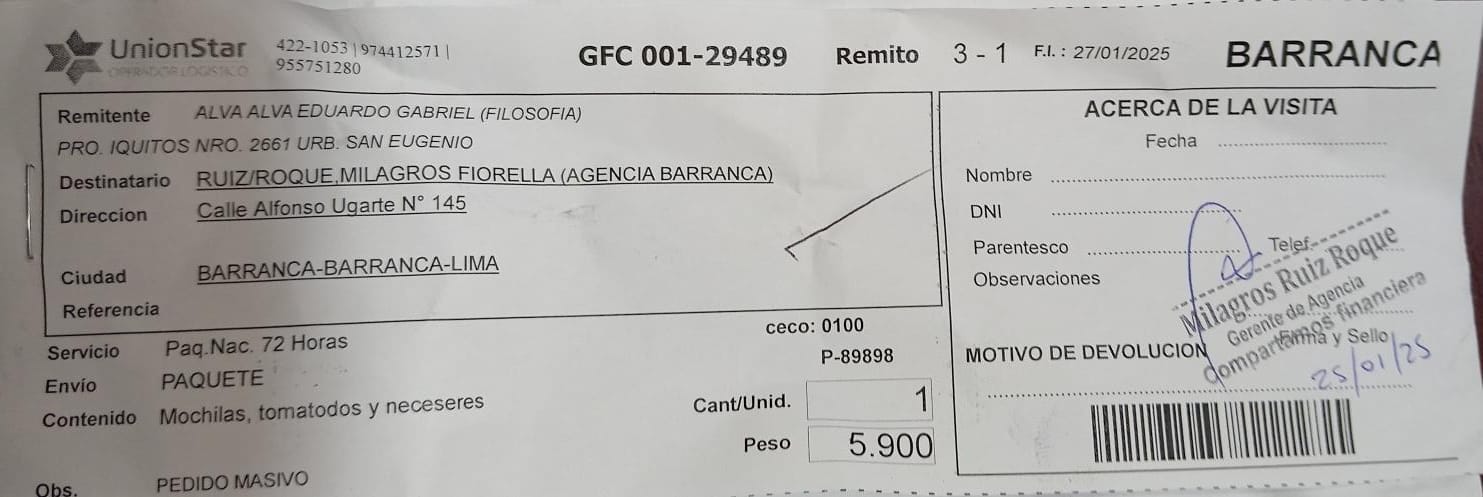 UnionStar
OPERADOR LOGISTICO
422-1053 | 974412571 |
955751280
GFC 001-29489 Remito 3 - 1 F.I. : 27/01/2025 BARRANCA
Remitente ALVA ALVA EDUARDO GABRIEL (FILOSOFIA)
PRO. IQUITOS NRO. 2661 URB. SAN EUGENIO
Destinatario RUIZ/ROQUE,MILAGROS FIORELLA (AGENCIA BARRANCA)
Direccion Calle Alfonso Ugarte N° 145
Ciudad BARRANCA-BARRANCA-LIMA
Referencia
ceco: 0100
Servicio Paq.Nac. 72 Horas
P-89898
Envío PAQUETE
Contenido Mochilas, tomatodos y neceseres
Cant/Unid. 1
Peso 5.900
Obs. PEDIDO MASIVO
ACERCA DE LA VISITA
Fecha
Nombre
DNI
Parentesco Telef.
Observaciones
Milagros Ruiz Roque
Gerente de Agencia
Compartamos financiera
Firma y Sello
MOTIVO DE DEVOLUCION
25/01/25